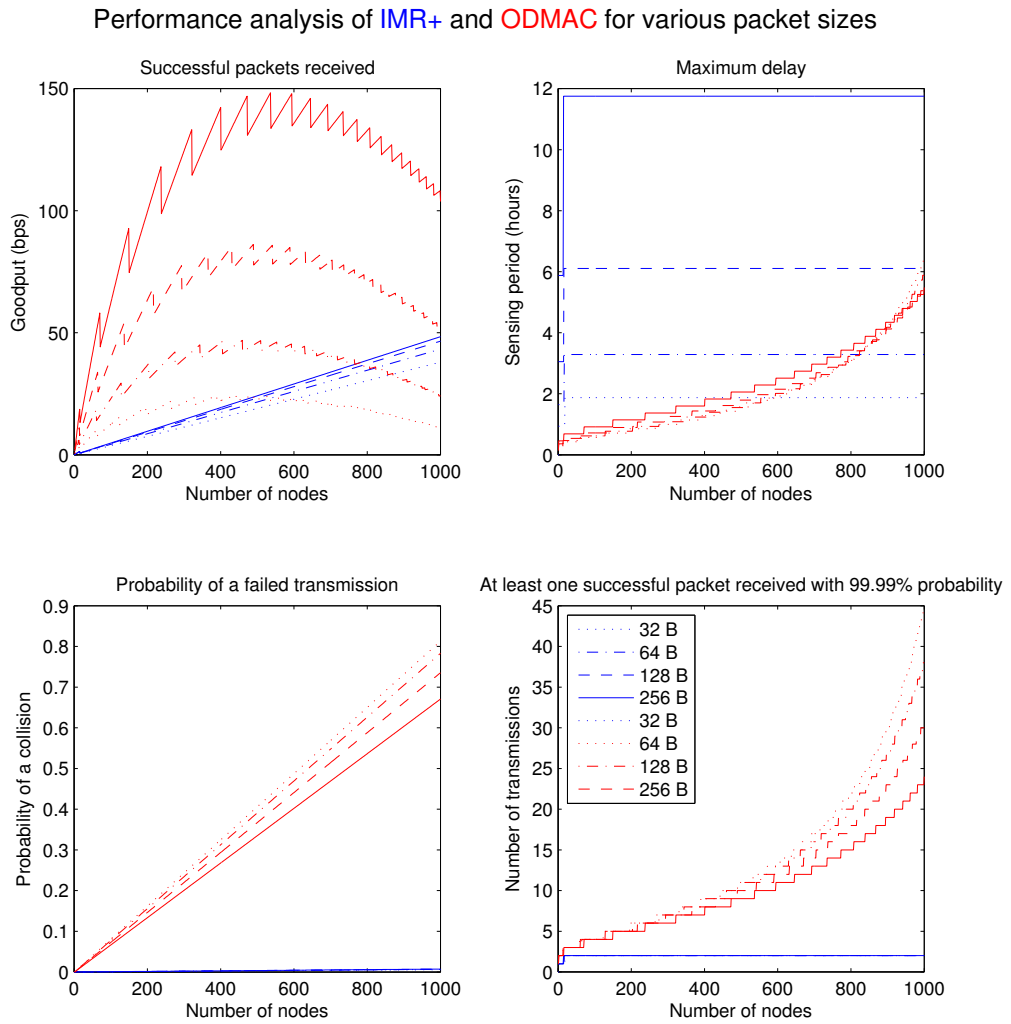 Performance analysis of IMR+ and ODMAC for various packet sizes
Successful packets received
150
100
50
0
0 200 400 600 800 1000
Goodput (bps)
Number of nodes
Maximum delay
12
10
8
6
4
2
0
0 200 400 600 800 1000
Sensing period (hours)
Number of nodes
Probability of a failed transmission
0.9
0.8
0.7
0.6
0.5
0.4
0.3
0.2
0.1
0
0 200 400 600 800 1000
Probability of a collision
Number of nodes
At least one successful packet received with 99.99% probability
45
40
35
30
25
20
15
10
5
0
0 200 400 600 800 1000
Number of transmissions
Number of nodes
32 B
64 B
128 B
256 B
32 B
64 B
128 B
256 B